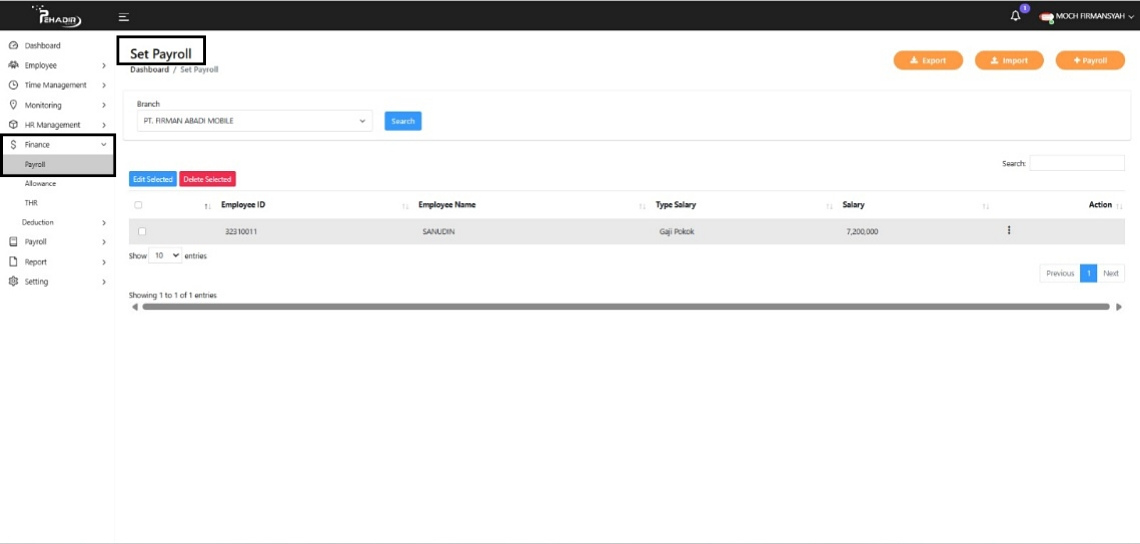 PEHADIR
1
MOCH FIRMANSYAH
Dashboard
Employee
Time Management
Monitoring
HR Management
Finance
Payroll
Allowance
THR
Deduction
Payroll
Report
Setting
Set Payroll
Dashboard / Set Payroll
Export
Import
+ Payroll
Branch
PT. FIRMAN ABADI MOBILE
Search
Search:
Edit Selected
Delete Selected
Employee ID
Employee Name
Type Salary
Salary
Action
32310011
SANUDIN
Gaji Pokok
7,200,000
Show 10 entries
Previous
1
Next
Showing 1 to 1 of 1 entries